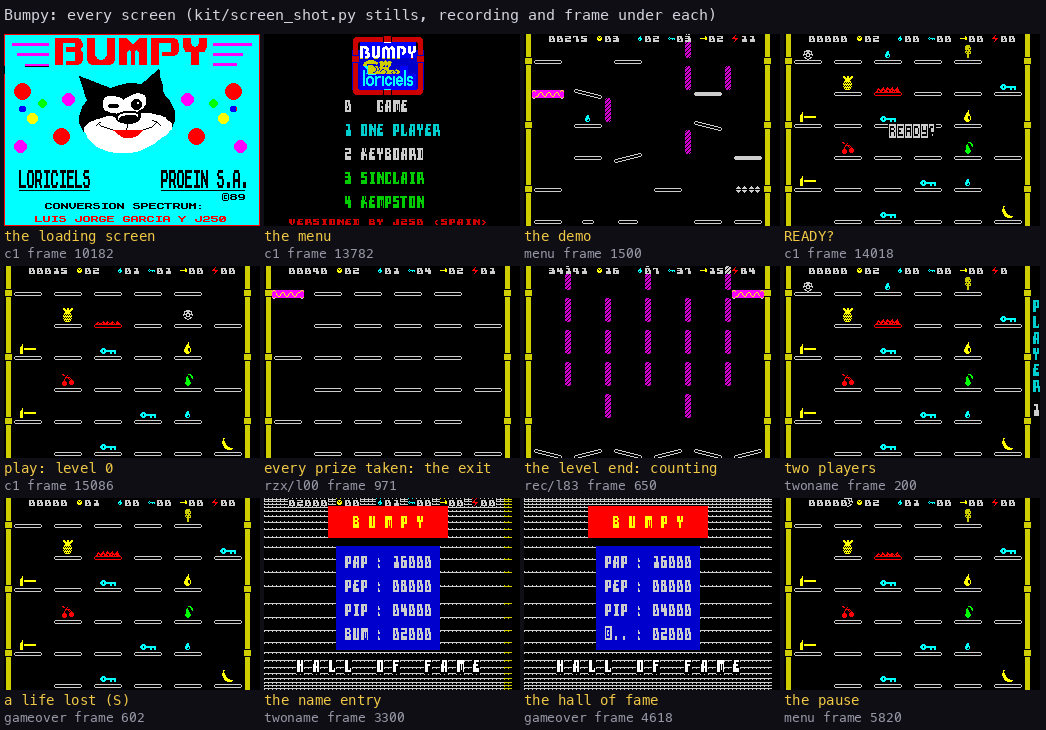 Bumpy: every screen (kit/screen_shot.py stills, recording and frame under each)
BUMPY
LORICIELS PROEIN S.A.
©89
CONVERSION SPECTRUM:
LUIS JORGE GARCIA Y J250
the loading screen
c1 frame 10182
BUMPY
loriciels
0 GAME
1 ONE PLAYER
2 KEYBOARD
3 SINCLAIR
4 KEMPSTON
VERSIONED BY J250 <SPAIN>
the menu
c1 frame 13782
the demo
menu frame 1500
READY?
READY?
c1 frame 14018
play: level 0
c1 frame 15086
every prize taken: the exit
rzx/l00 frame 971
the level end: counting
rec/l83 frame 650
PLAYER 1
two players
twoname frame 200
a life lost (S)
gameover frame 602
BUMPY
PAP : 16000
PEP : 08000
PIP : 04000
BUM : 02000
HALL OF FAME
the name entry
twoname frame 3300
BUMPY
PAP : 16000
PEP : 08000
PIP : 04000
HALL OF FAME
the hall of fame
gameover frame 4618
the pause
menu frame 5820